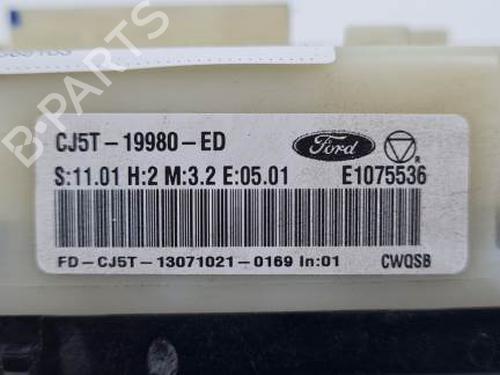 CJ5T-19980-ED
Ford
R
S:11.01 H:2 M:3.2 E:05.01
E1075536
FD-CJ5T-13071021-0169 In:01
CWQSB
B-PARTS